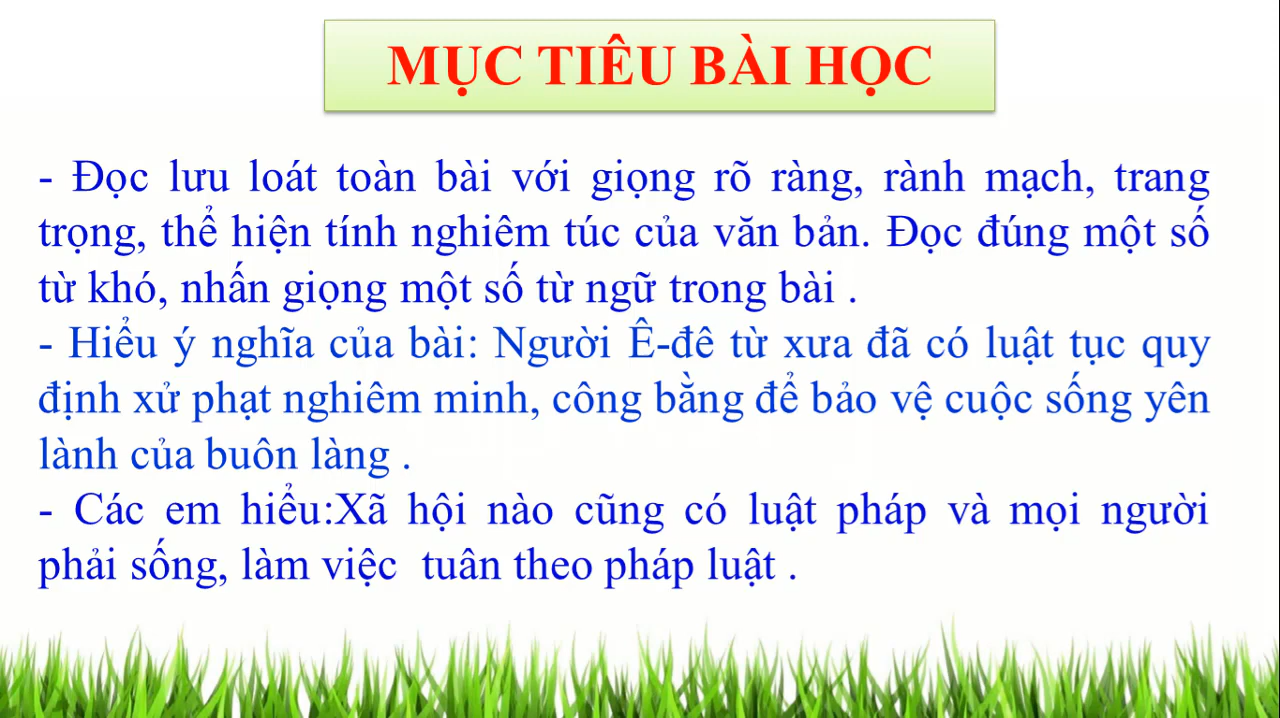 MỤC TIÊU BÀI HỌC
- Đọc lưu loát toàn bài với giọng rõ ràng, rành mạch, trang
trọng, thể hiện tính nghiêm túc của văn bản. Đọc đúng một số
từ khó, nhấn giọng một số từ ngữ trong bài .
- Hiểu ý nghĩa của bài: Người Ê-đê từ xưa đã có luật tục quy
định xử phạt nghiêm minh, công bằng để bảo vệ cuộc sống yên
lành của buôn làng .
- Các em hiểu:Xã hội nào cũng có luật pháp và mọi người
phải sống, làm việc  tuân theo pháp luật .